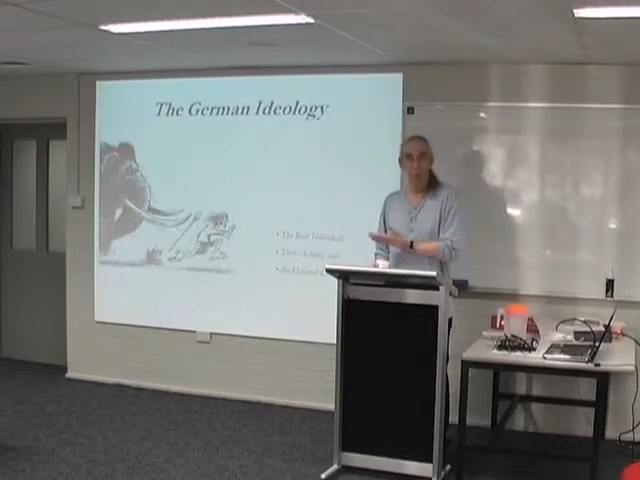 The German Ideology
• The Real Individual
• Their Activity and
• the Material